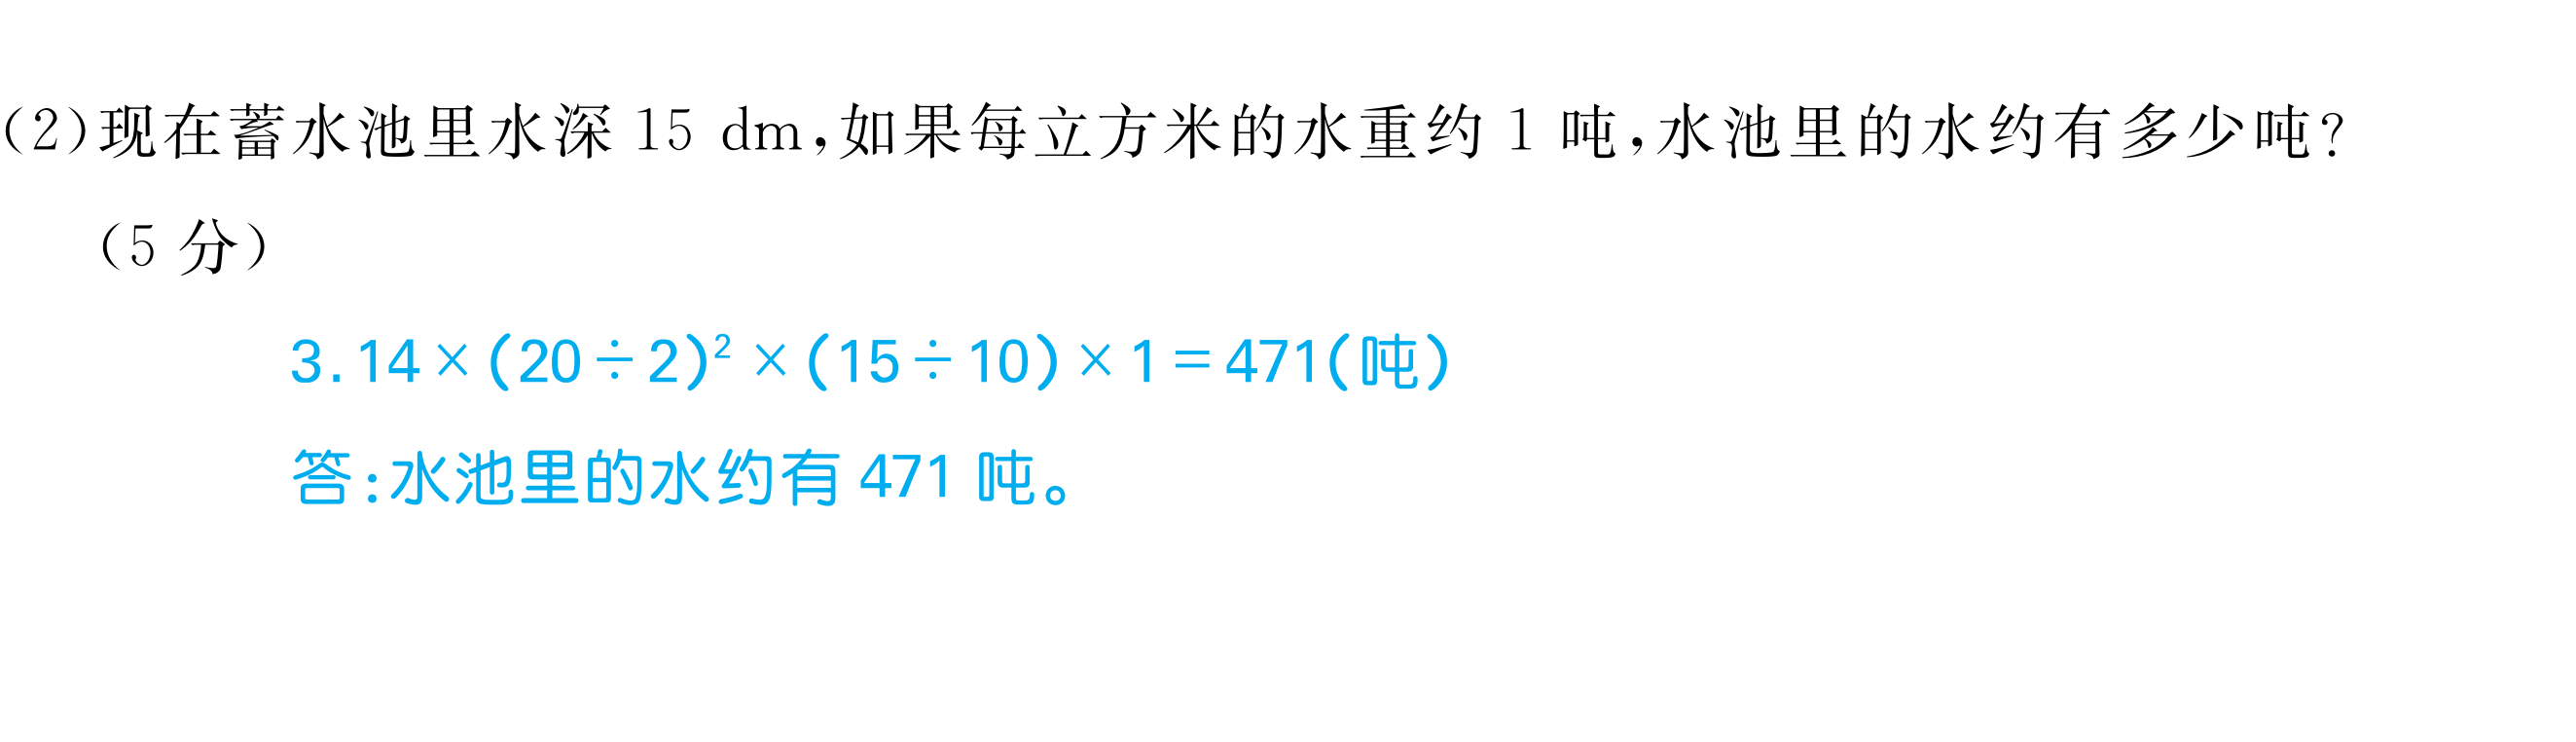 (2)现在蓄水池里水深 15 dm,如果每立方米的水重约 1 吨,水池里的水约有多少吨?
(5 分)
3.14×(20÷2)²×(15÷10)×1=471(吨)
答:水池里的水约有 471 吨。